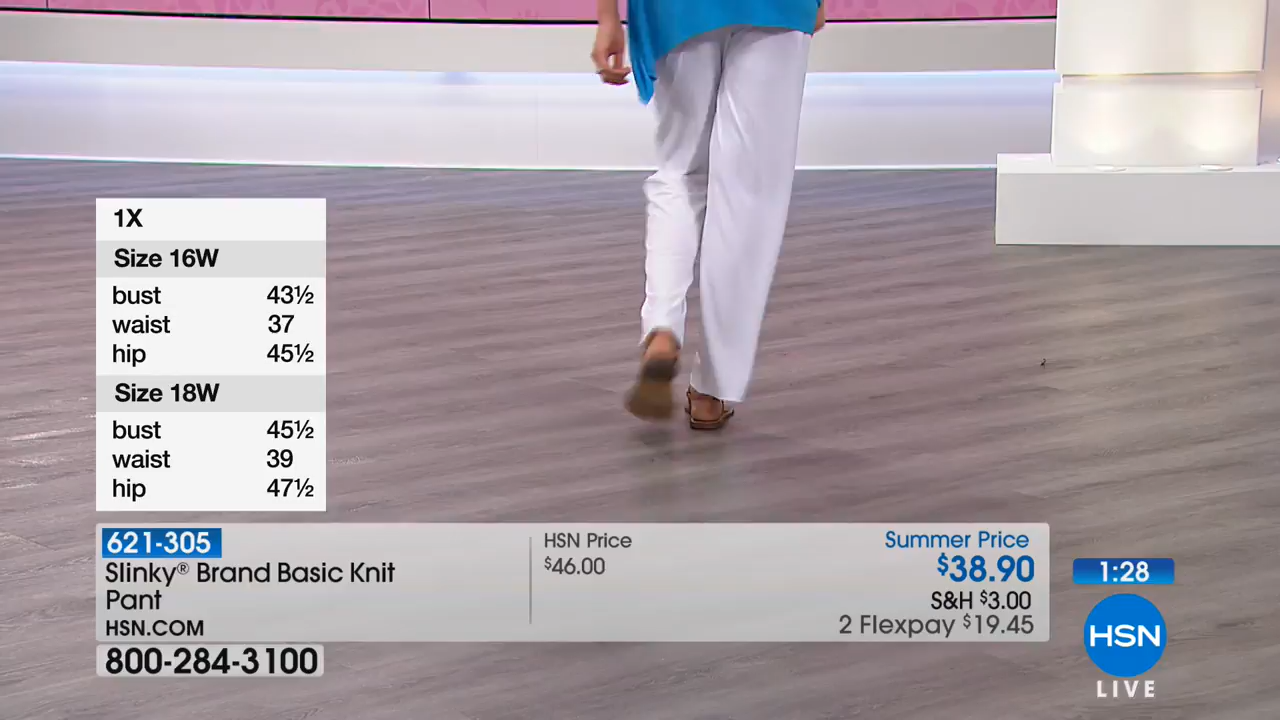 1X
Size 16W
bust 43½
waist 37
hip 45½
Size 18W
bust 45½
waist 39
hip 47½
621-305
Slinky® Brand Basic Knit
Pant
HSN.COM
800-284-3100
HSN Price
$46.00
Summer Price
$38.90
S&H $3.00
2 Flexpay $19.45
1:28
HSN
LIVE